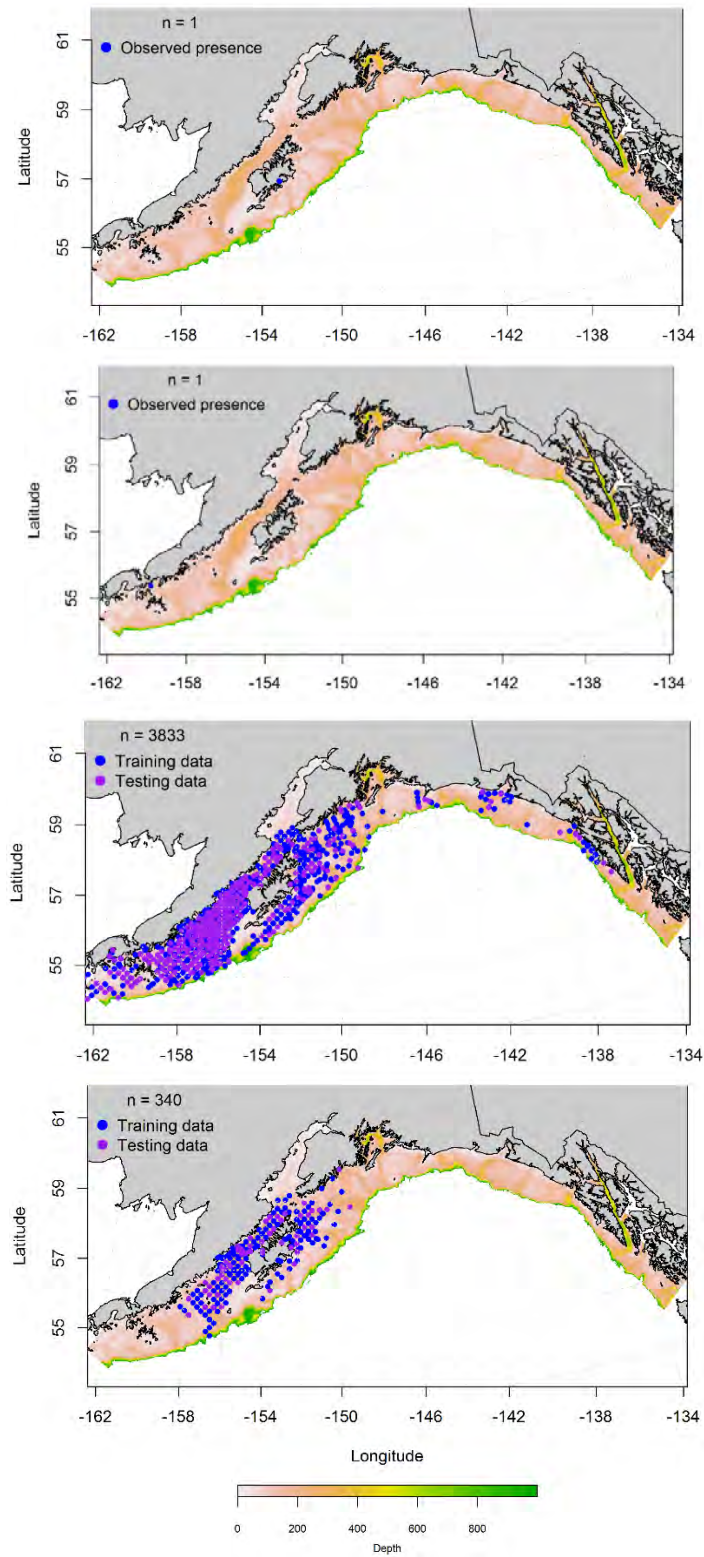 n = 1
Observed presence
Latitude
61
59
57
55
-162
-158
-154
-150
-146
-142
-138
-134
n = 1
Observed presence
Latitude
61
59
57
55
-162
-158
-154
-150
-146
-142
-138
-134
n = 3833
Training data
Testing data
Latitude
61
59
57
55
-162
-158
-154
-150
-146
-142
-138
-134
n = 340
Training data
Testing data
Latitude
61
59
57
55
-162
-158
-154
-150
-146
-142
-138
-134
Longitude
0 200 400 600 800
Depth